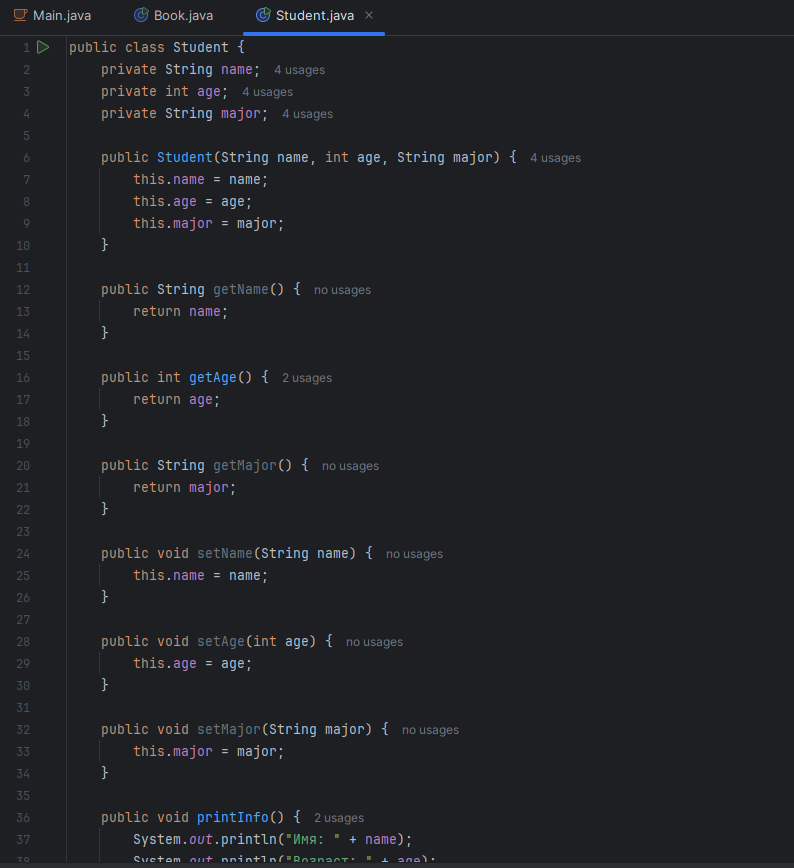 Main.java Book.java Student.java
1 public class Student {
2 private String name; 4 usages
3 private int age; 4 usages
4 private String major; 4 usages
5
6 public Student(String name, int age, String major) { 4 usages
7 this.name = name;
8 this.age = age;
9 this.major = major;
10 }
11
12 public String getName() { no usages
13 return name;
14 }
15
16 public int getAge() { 2 usages
17 return age;
18 }
19
20 public String getMajor() { no usages
21 return major;
22 }
23
24 public void setName(String name) { no usages
25 this.name = name;
26 }
27
28 public void setAge(int age) { no usages
29 this.age = age;
30 }
31
32 public void setMajor(String major) { no usages
33 this.major = major;
34 }
35
36 public void printInfo() { 2 usages
37 System.out.println("Имя: " + name);
38 System.out.println("Возраст: " + age);